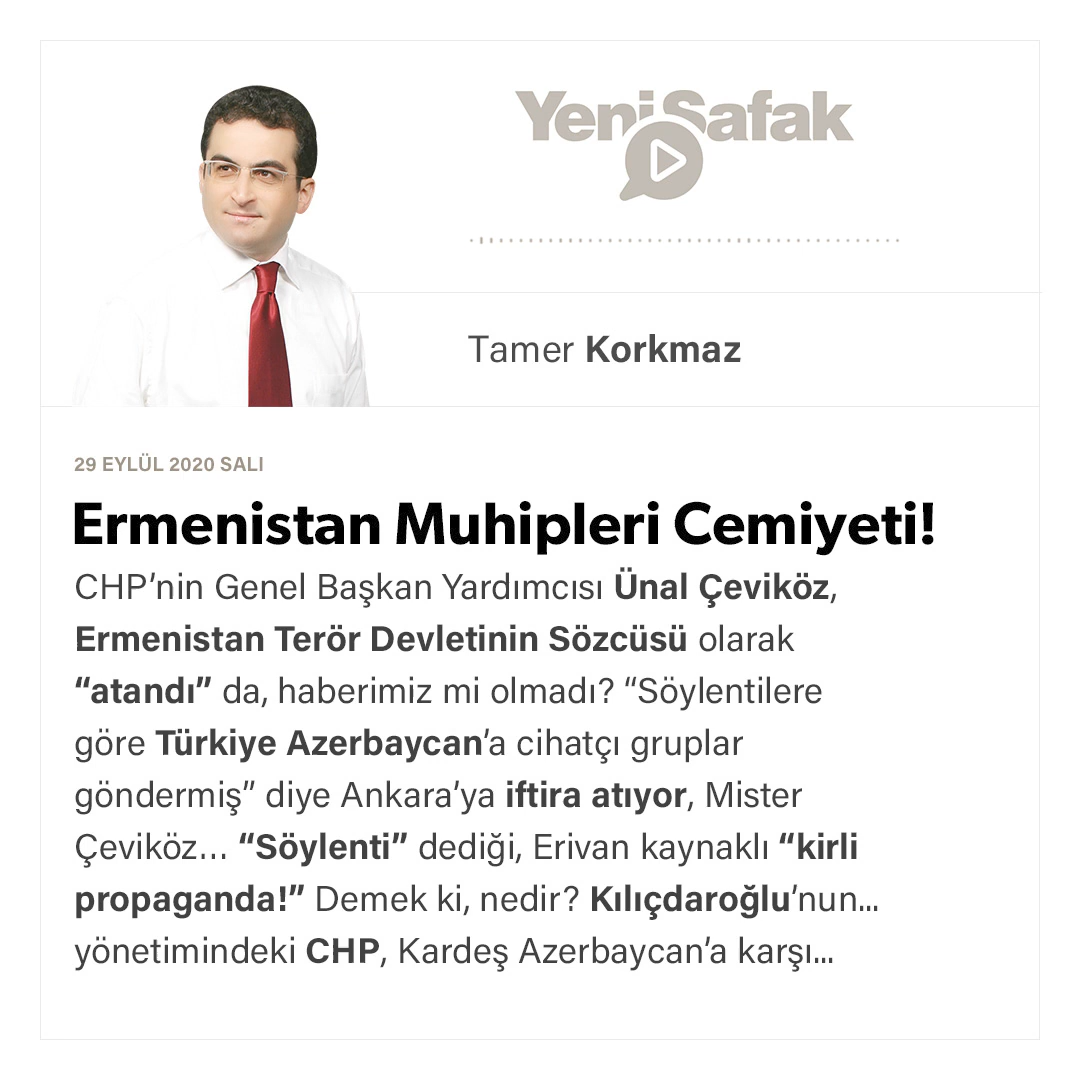 YeniŞafak
Tamer Korkmaz
29 EYLÜL 2020 SALI
Ermenistan Muhipleri Cemiyeti!
CHP’nin Genel Başkan Yardımcısı Ünal Çeviköz,
Ermenistan Terör Devletinin Sözcüsü olarak
“atandı” da, haberimiz mi olmadı? “Söylentilere
göre Türkiye Azerbaycan’a cihatçı gruplar
göndermiş” diye Ankara’ya iftira atıyor, Mister
Çeviköz… “Söylenti” dediği, Erivan kaynaklı “kirli
propaganda!” Demek ki, nedir? Kılıçdaroğlu’nun...
yönetimindeki CHP, Kardeş Azerbaycan’a karşı...